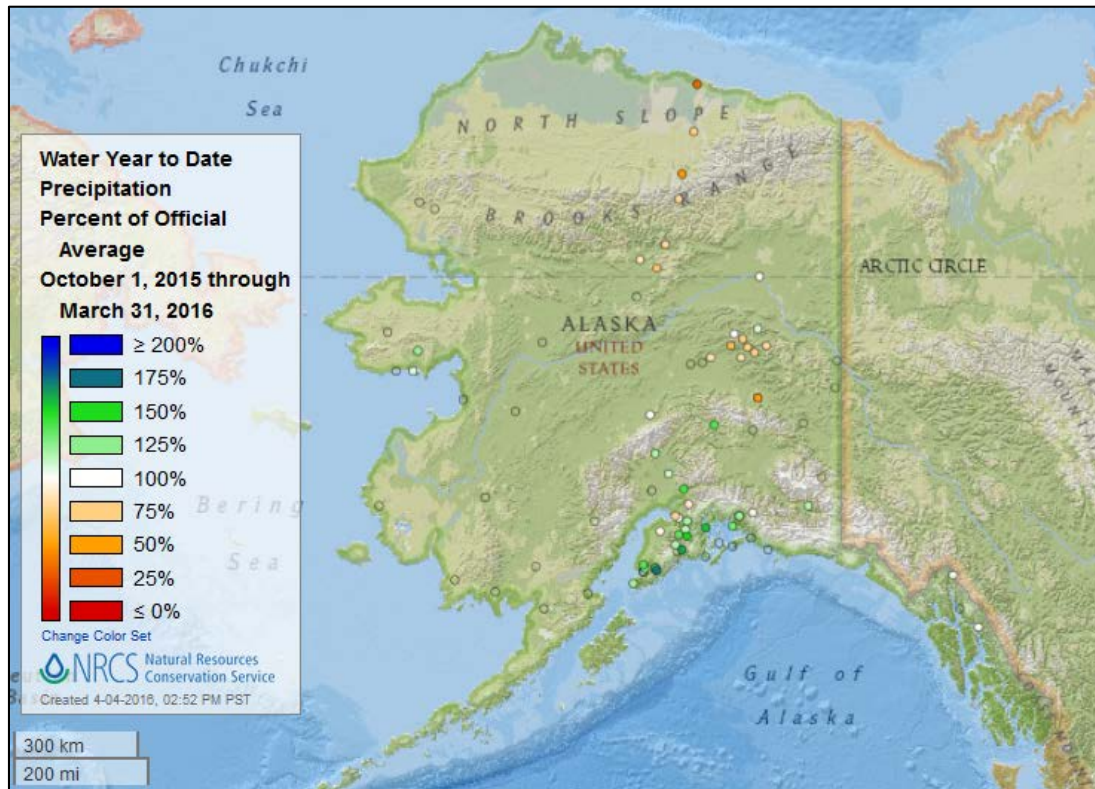 Chukchi
Sea
NORTH SLOPE
BROOKS RANGE
ARCTIC CIRCLE
ALASKA
UNITED
STATES
Bering
Sea
Gulf of
Alaska
Water Year to Date
Precipitation
Percent of Official
Average
October 1, 2015 through
March 31, 2016
≥ 200%
175%
150%
125%
100%
75%
50%
25%
≤ 0%
Change Color Set
NRCS Natural Resources
Conservation Service
Created 4-04-2016, 02:52 PM PST
300 km
200 mi